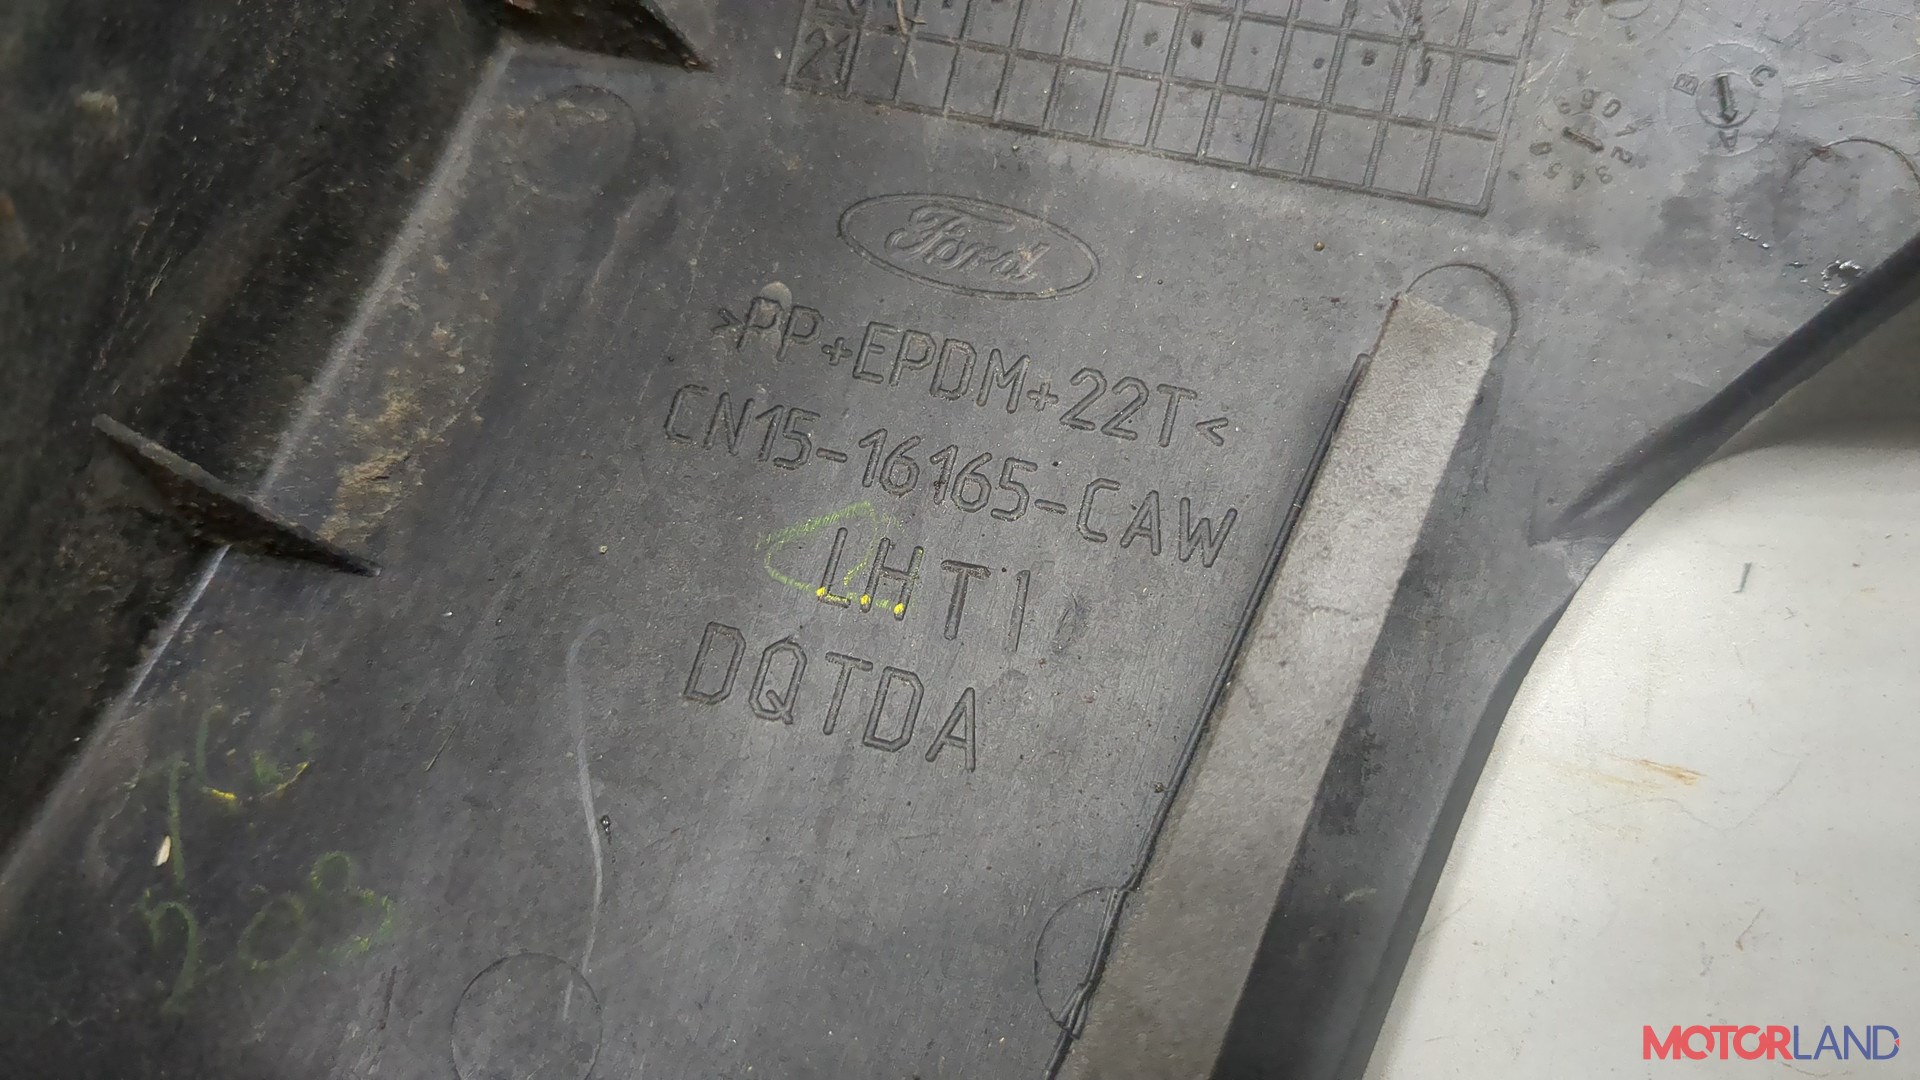 21
B C
A
Ford
>PP+EPDM+22T<
CN15-16165-CAW
LHT1
DQTDA
MOTORLAND